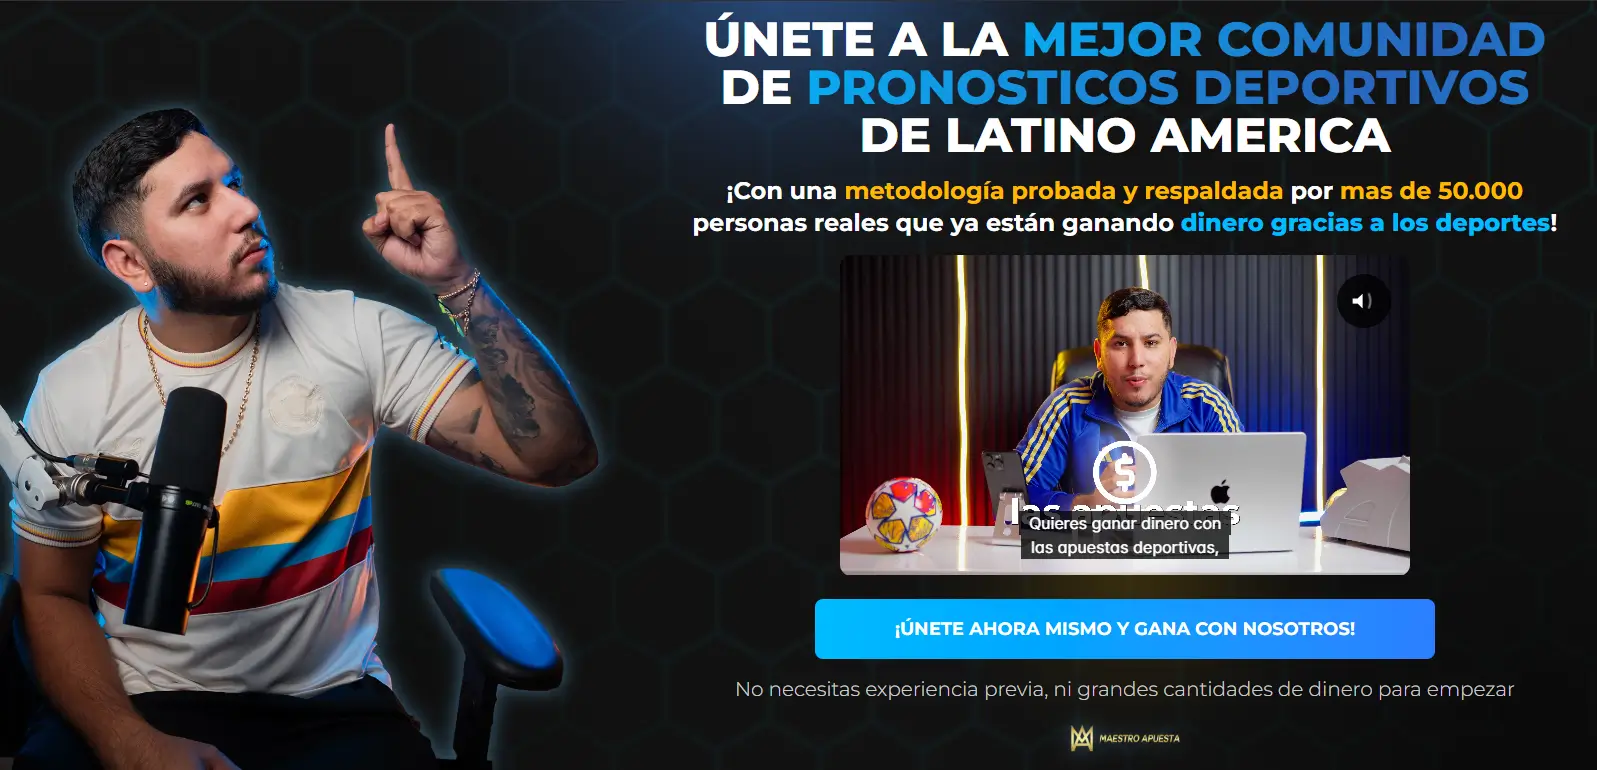 ÚNETE A LA MEJOR COMUNIDAD
DE PRONOSTICOS DEPORTIVOS
DE LATINO AMERICA
¡Con una metodología probada y respaldada por mas de 50.000
personas reales que ya están ganando dinero gracias a los deportes!
$
las apuestas
Quieres ganar dinero con
las apuestas deportivas,
¡ÚNETE AHORA MISMO Y GANA CON NOSOTROS!
No necesitas experiencia previa, ni grandes cantidades de dinero para empezar
MAESTRO APUESTA